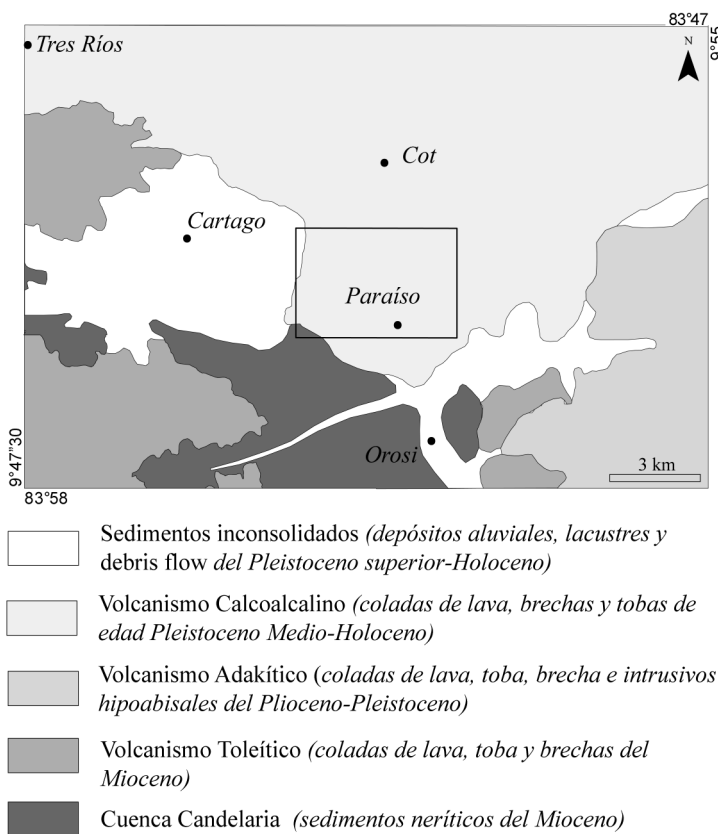 83°47
9°55
N
Tres Ríos
Cot
Cartago
Paraíso
Orosi
3 km
9°47"30
83°58
Sedimentos inconsolidados (depósitos aluviales, lacustres y
debris flow del Pleistoceno superior-Holoceno)
Volcanismo Calcoalcalino (coladas de lava, brechas y tobas de
edad Pleistoceno Medio-Holoceno)
Volcanismo Adakítico (coladas de lava, toba, brecha e intrusivos
hipoabisales del Plioceno-Pleistoceno)
Volcanismo Toleítico (coladas de lava, toba y brechas del
Mioceno)
Cuenca Candelaria (sedimentos neríticos del Mioceno)